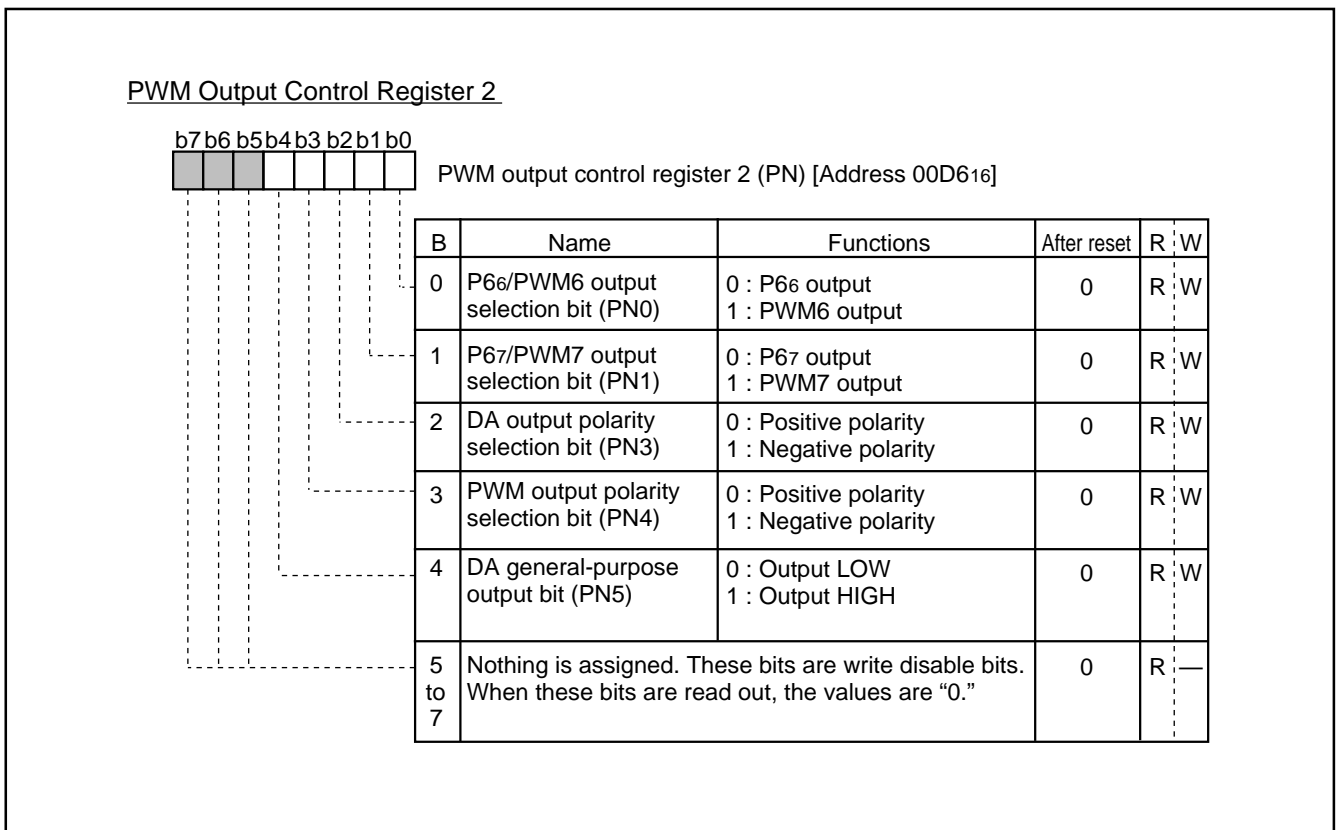 PWM Output Control Register 2
b7 b6 b5 b4 b3 b2 b1 b0
PWM output control register 2 (PN) [Address 00D616]
B Name Functions After reset R W
0 P66/PWM6 output selection bit (PN0) 0 : P66 output 1 : PWM6 output 0 R W
1 P67/PWM7 output selection bit (PN1) 0 : P67 output 1 : PWM7 output 0 R W
2 DA output polarity selection bit (PN3) 0 : Positive polarity 1 : Negative polarity 0 R W
3 PWM output polarity selection bit (PN4) 0 : Positive polarity 1 : Negative polarity 0 R W
4 DA general-purpose output bit (PN5) 0 : Output LOW 1 : Output HIGH 0 R W
5 to 7 Nothing is assigned. These bits are write disable bits. When these bits are read out, the values are “0.” 0 R —